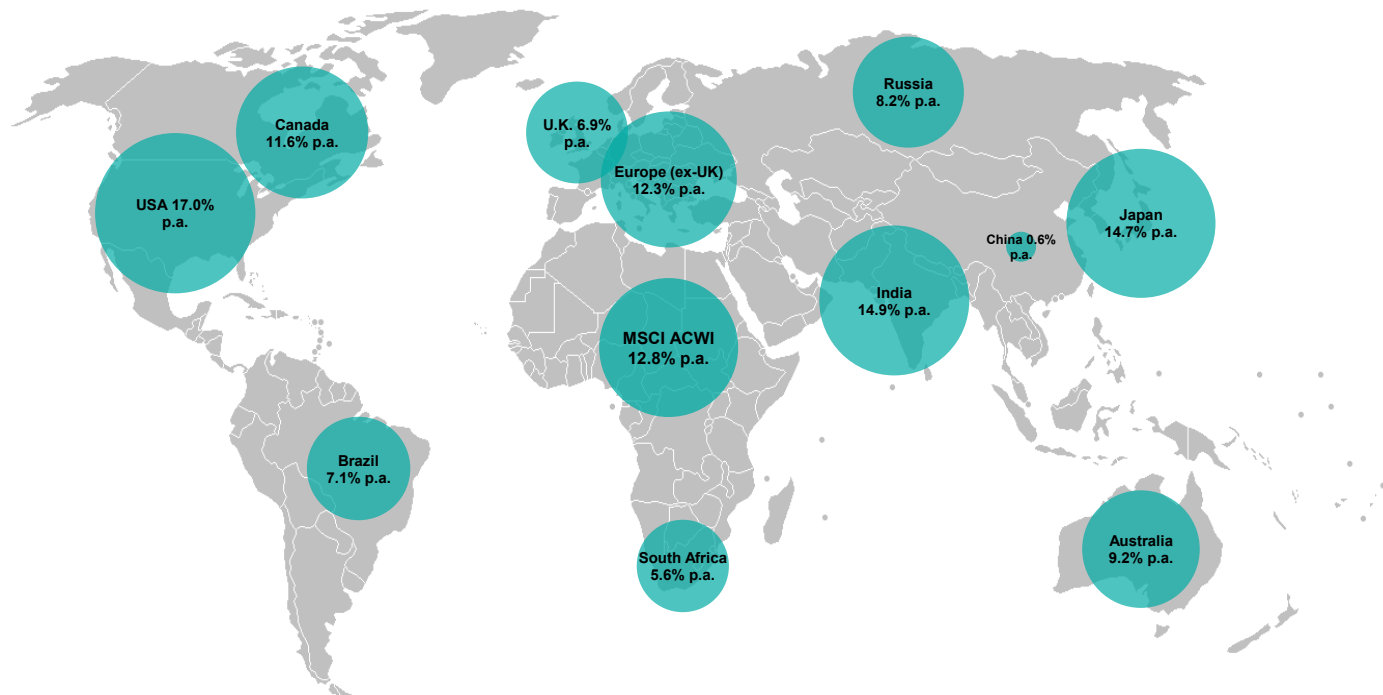 Canada
11.6% p.a.
USA 17.0%
p.a.
U.K. 6.9%
p.a.
Europe (ex-UK)
12.3% p.a.
Russia
8.2% p.a.
Japan
14.7% p.a.
China 0.6%
p.a.
India
14.9% p.a.
MSCI ACWI
12.8% p.a.
Brazil
7.1% p.a.
South Africa
5.6% p.a.
Australia
9.2% p.a.